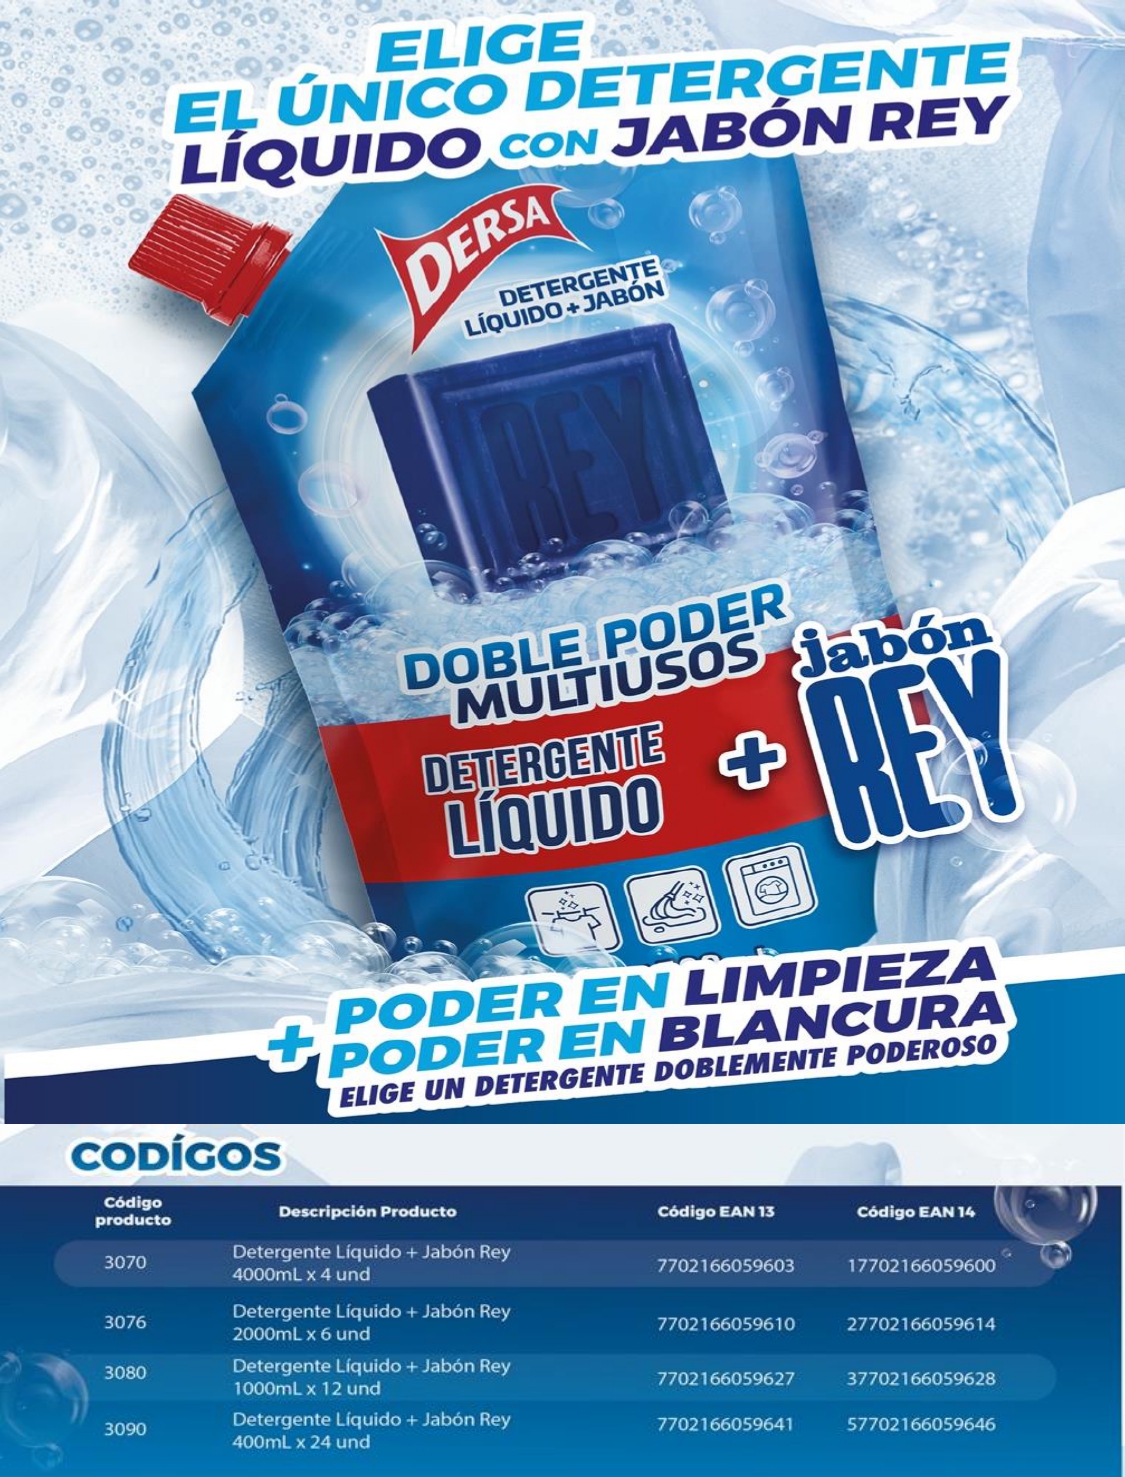 ELIGE
EL ÚNICO DETERGENTE
LÍQUIDO CON JABÓN REY
DERSA
DETERGENTE
LÍQUIDO + JABÓN
REY
DOBLE PODER
MULTIUSOS
DETERGENTE
LÍQUIDO
+
jabón
REY
+ PODER EN LIMPIEZA
PODER EN BLANCURA
ELIGE UN DETERGENTE DOBLEMENTE PODEROSO
CODÍGOS
Código producto Descripción Producto Código EAN 13 Código EAN 14
3070 Detergente Líquido + Jabón Rey 7702166059603 17702166059600
4000mL x 4 und
3076 Detergente Líquido + Jabón Rey 7702166059610 27702166059614
2000mL x 6 und
3080 Detergente Líquido + Jabón Rey 7702166059627 37702166059628
1000mL x 12 und
3090 Detergente Líquido + Jabón Rey 7702166059641 57702166059646
400mL x 24 und